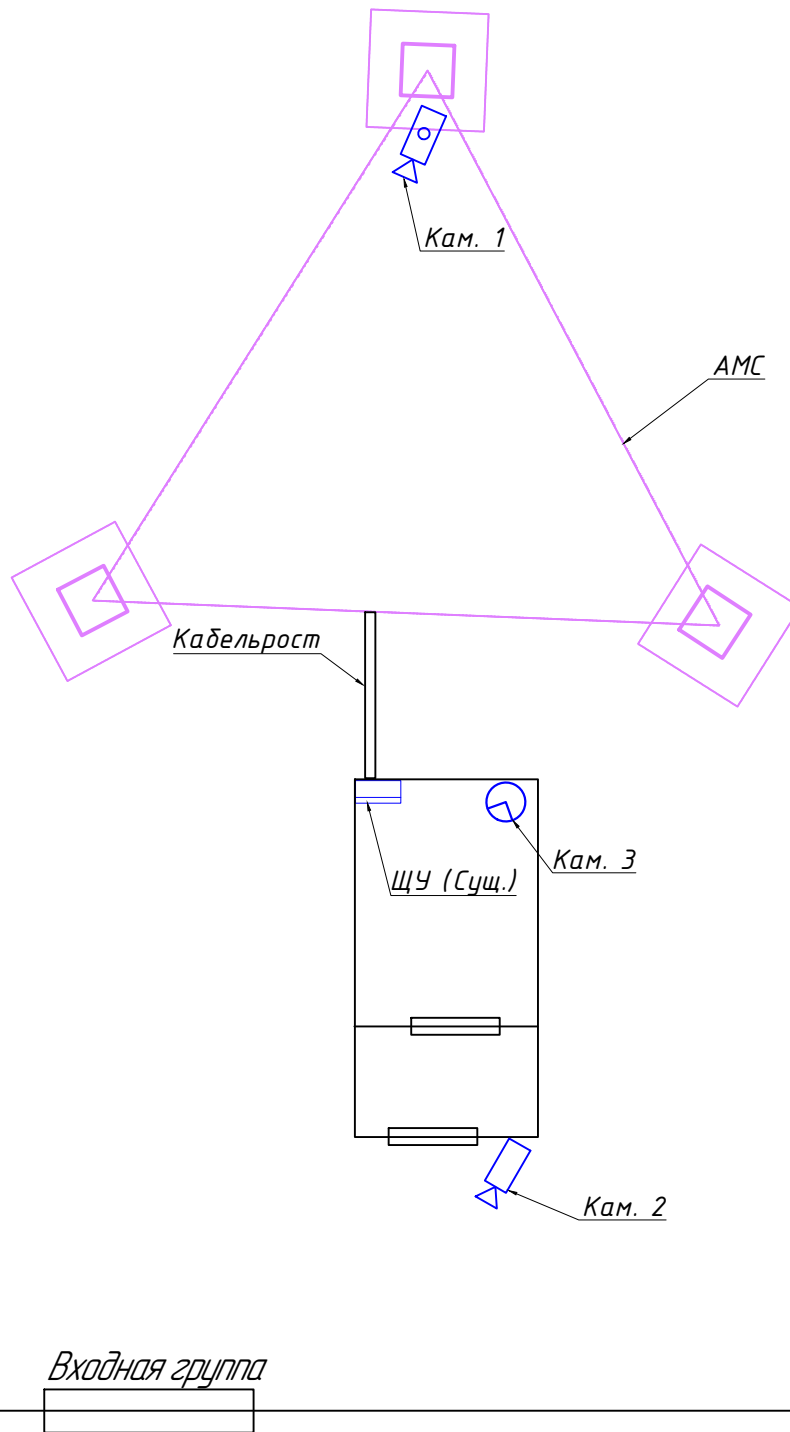 Кам. 1
АМС
Кабельрост
Кам. 3
ЩУ (Сущ.)
Кам. 2
Входная группа